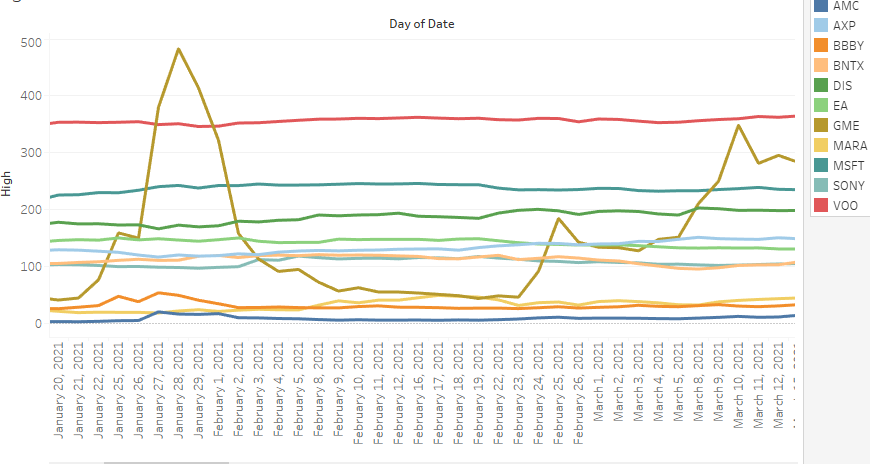 Day of Date
High
500
400
300
200
100
0
January 20, 2021
January 21, 2021
January 22, 2021
January 25, 2021
January 26, 2021
January 27, 2021
January 28, 2021
January 29, 2021
February 1, 2021
February 2, 2021
February 3, 2021
February 4, 2021
February 5, 2021
February 8, 2021
February 9, 2021
February 10, 2021
February 11, 2021
February 12, 2021
February 16, 2021
February 17, 2021
February 18, 2021
February 19, 2021
February 22, 2021
February 23, 2021
February 24, 2021
February 25, 2021
February 26, 2021
March 1, 2021
March 2, 2021
March 3, 2021
March 4, 2021
March 5, 2021
March 8, 2021
March 9, 2021
March 10, 2021
March 11, 2021
March 12, 2021
AMC
AXP
BBBY
BNTX
DIS
EA
GME
MARA
MSFT
SONY
VOO